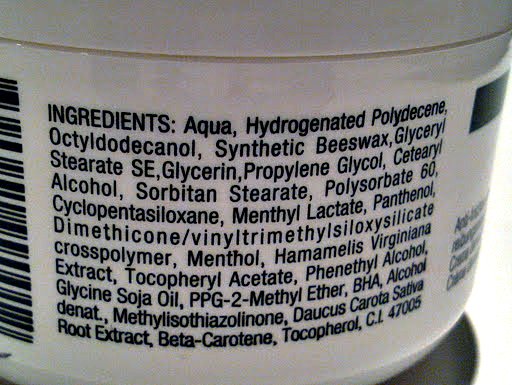 INGREDIENTS: Aqua, Hydrogenated Polydecene,
Octyldodecanol, Synthetic Beeswax, Glyceryl
Stearate SE, Glycerin, Propylene Glycol, Cetearyl
Alcohol, Sorbitan Stearate, Polysorbate 60,
Cyclopentasiloxane, Menthyl Lactate, Panthenol,
Dimethicone/vinyltrimethylsiloxysilicate
crosspolymer, Menthol, Hamamelis Virginiana
Extract, Tocopheryl Acetate, Phenethyl Alcohol,
Glycine Soja Oil, PPG-2-Methyl Ether, BHA, Alcohol
denat., Methylisothiazolinone, Daucus Carota Sativa
Root Extract, Beta-Carotene, Tocopherol, C.I. 47005